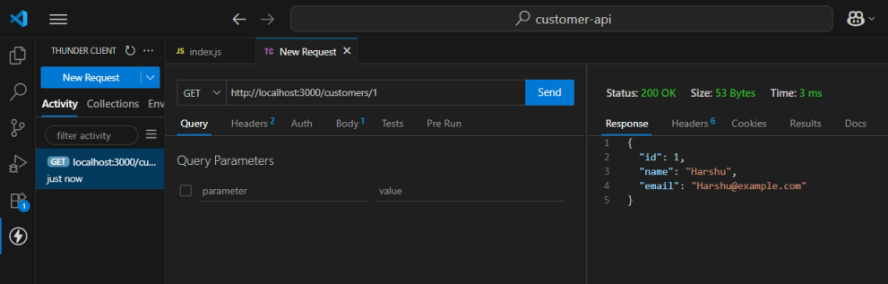 customer-api
THUNDER CLIENT
New Request
Activity Collections Env
filter activity
GET localhost:3000/cu...
just now
1
JS index.js
TC New Request
GET http://localhost:3000/customers/1 Send
Query Headers 2 Auth Body 1 Tests Pre Run
Query Parameters
parameter value
Status: 200 OK Size: 53 Bytes Time: 3 ms
Response Headers 6 Cookies Results Docs
1 {
2 "id": 1,
3 "name": "Harshu",
4 "email": "Harshu@example.com"
5 }